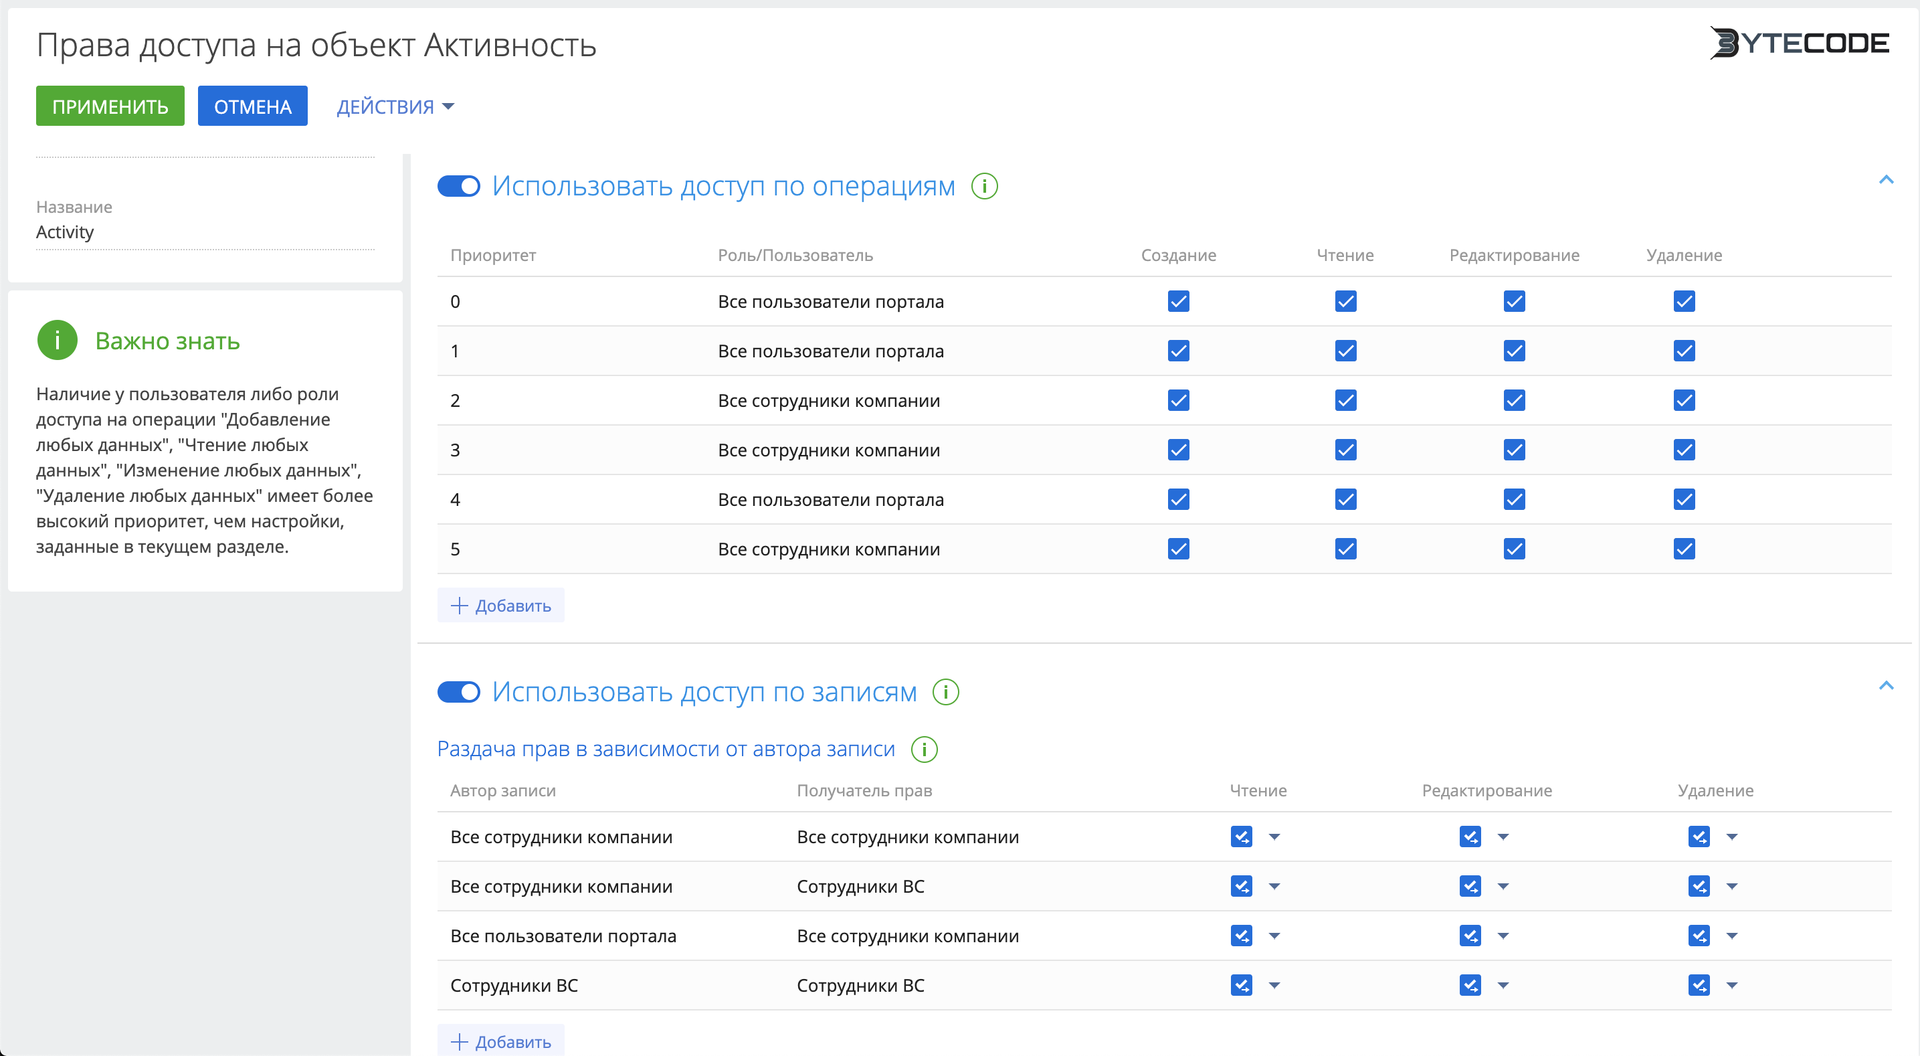 Права доступа на объект Активность
BYTECODE
ПРИМЕНИТЬ
ОТМЕНА
ДЕЙСТВИЯ
Название
Activity
Важно знать
Наличие у пользователя либо роли
доступа на операции "Добавление
любых данных", "Чтение любых
данных", "Изменение любых данных",
"Удаление любых данных" имеет более
высокий приоритет, чем настройки,
заданные в текущем разделе.
Использовать доступ по операциям
Приоритет Роль/Пользователь Создание Чтение Редактирование Удаление
0 Все пользователи портала
1 Все пользователи портала
2 Все сотрудники компании
3 Все сотрудники компании
4 Все пользователи портала
5 Все сотрудники компании
+ Добавить
Использовать доступ по записям
Раздача прав в зависимости от автора записи
Автор записи Получатель прав Чтение Редактирование Удаление
Все сотрудники компании Все сотрудники компании
Все сотрудники компании Сотрудники ВС
Все пользователи портала Все сотрудники компании
Сотрудники ВС Сотрудники ВС
+ Добавить